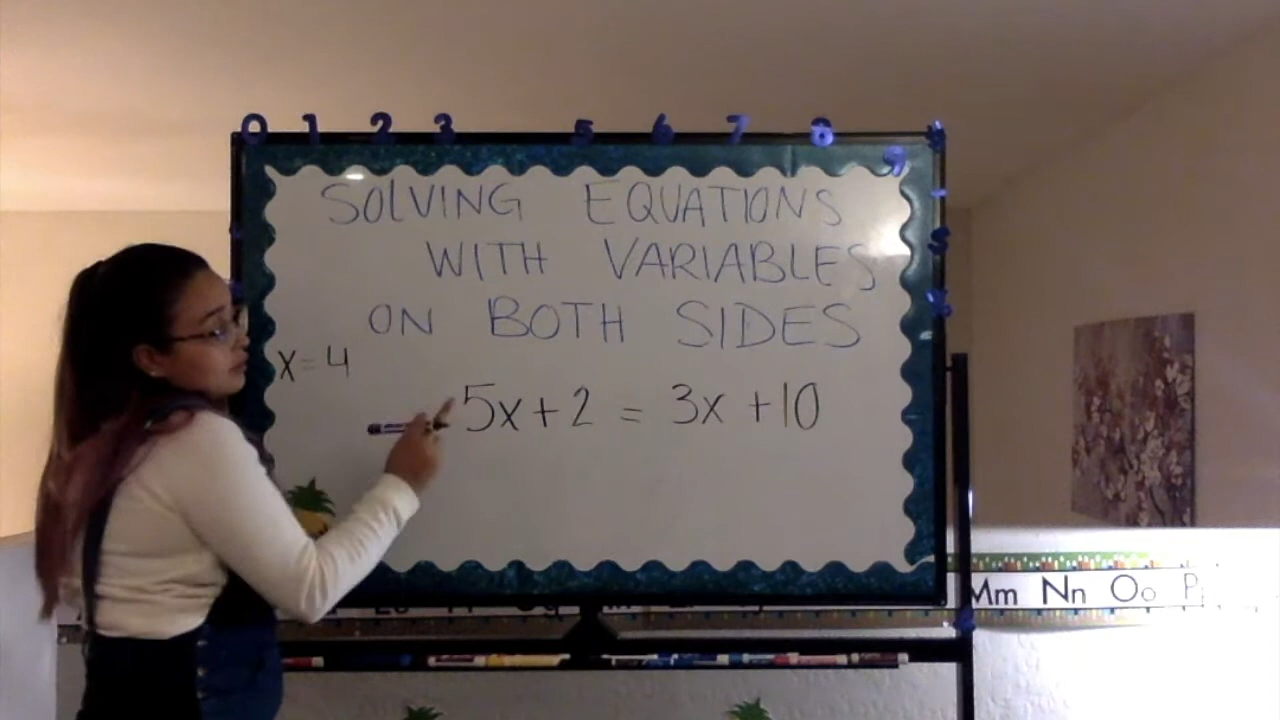 0 1 2 3 5 6 7 8
9
SOLVING EQUATIONS
WITH VARIABLES
ON BOTH SIDES
x = 4
5x + 2 = 3x + 10
Mm Nn Oo P